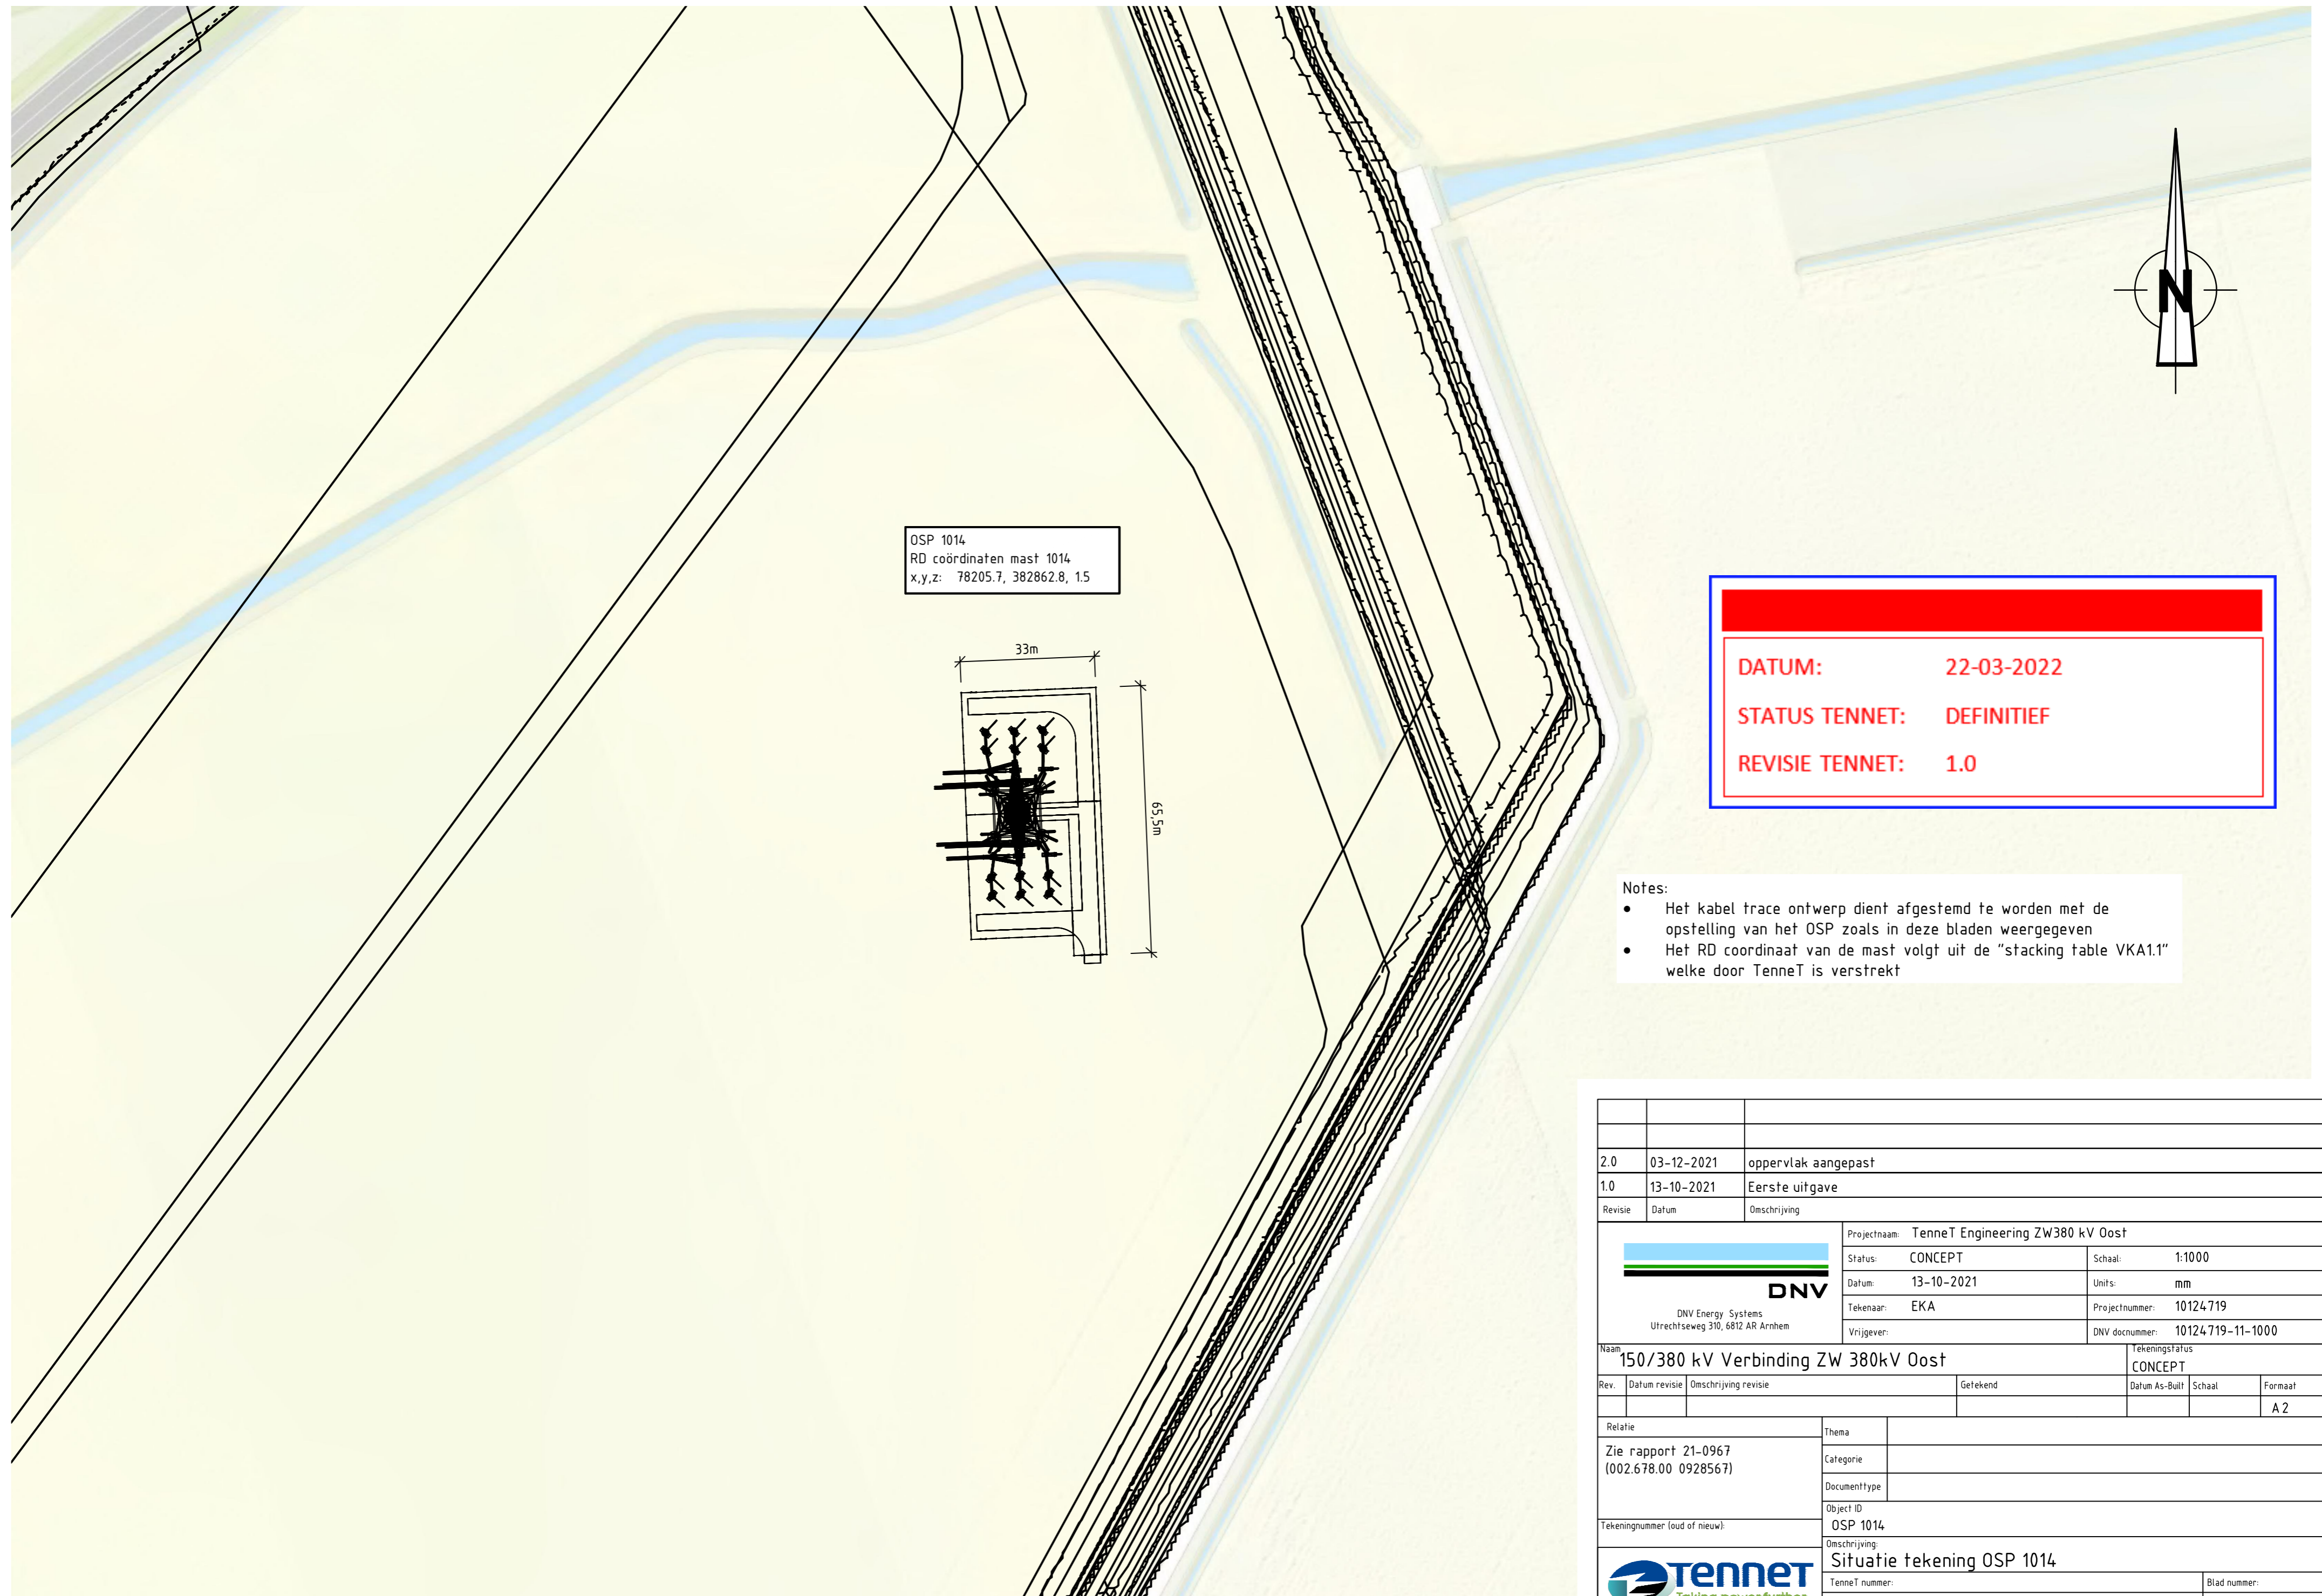 N
OSP 1014
RD coördinaten mast 1014
x,y,z: 78205.7, 382862.8, 1.5
33m
65,5m
DATUM: 22-03-2022
STATUS TENNET: DEFINITIEF
REVISIE TENNET: 1.0
Notes:
• Het kabel trace ontwerp dient afgestemd te worden met de
opstelling van het OSP zoals in deze bladen weergegeven
• Het RD coordinaat van de mast volgt uit de "stacking table VKA1.1"
welke door TenneT is verstrekt
2.0 03-12-2021 oppervlak aangepast
1.0 13-10-2021 Eerste uitgave
Revisie Datum Omschrijving
DNV
DNV Energy Systems
Utrechtseweg 310, 6812 AR Arnhem
Projectnaam: TenneT Engineering ZW380 kV Oost
Status: CONCEPT Schaal: 1:1000
Datum: 13-10-2021 Units: mm
Tekenaar: EKA Projectnummer: 10124719
Vrijgever: DNV docnummer: 10124719-11-1000
Naam
150/380 kV Verbinding ZW 380kV Oost
Tekeningstatus
CONCEPT
Rev. Datum revisie Omschrijving revisie Getekend Datum As-Built Schaal Formaat
A2
Relatie
Zie rapport 21-0967
(002.678.00 0928567)
Thema
Categorie
Documenttype
Object ID
OSP 1014
Tekeningnummer (oud of nieuw):
Omschrijving:
Situatie tekening OSP 1014
TenneT
Taking power further
TenneT nummer: Blad nummer: